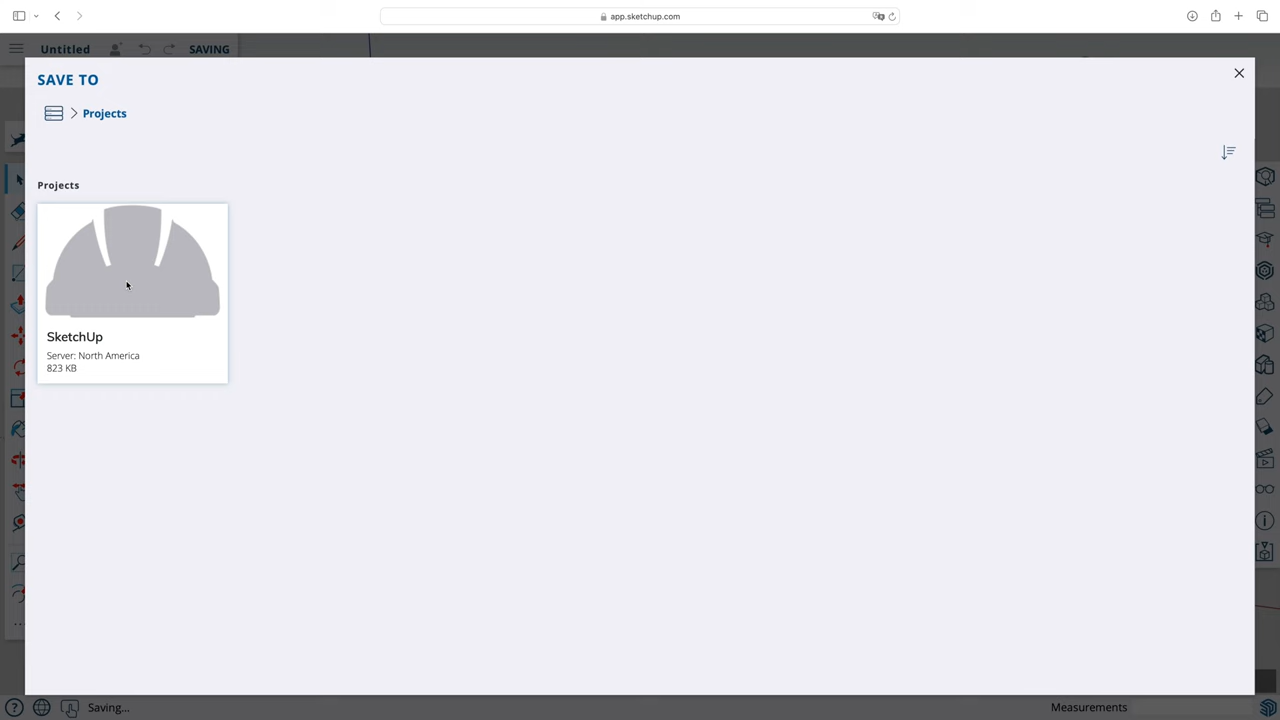 app.sketchup.com
Untitled
SAVING
SAVE TO
Projects
Projects
SketchUp
Server: North America
823 KB
Saving...
Measurements